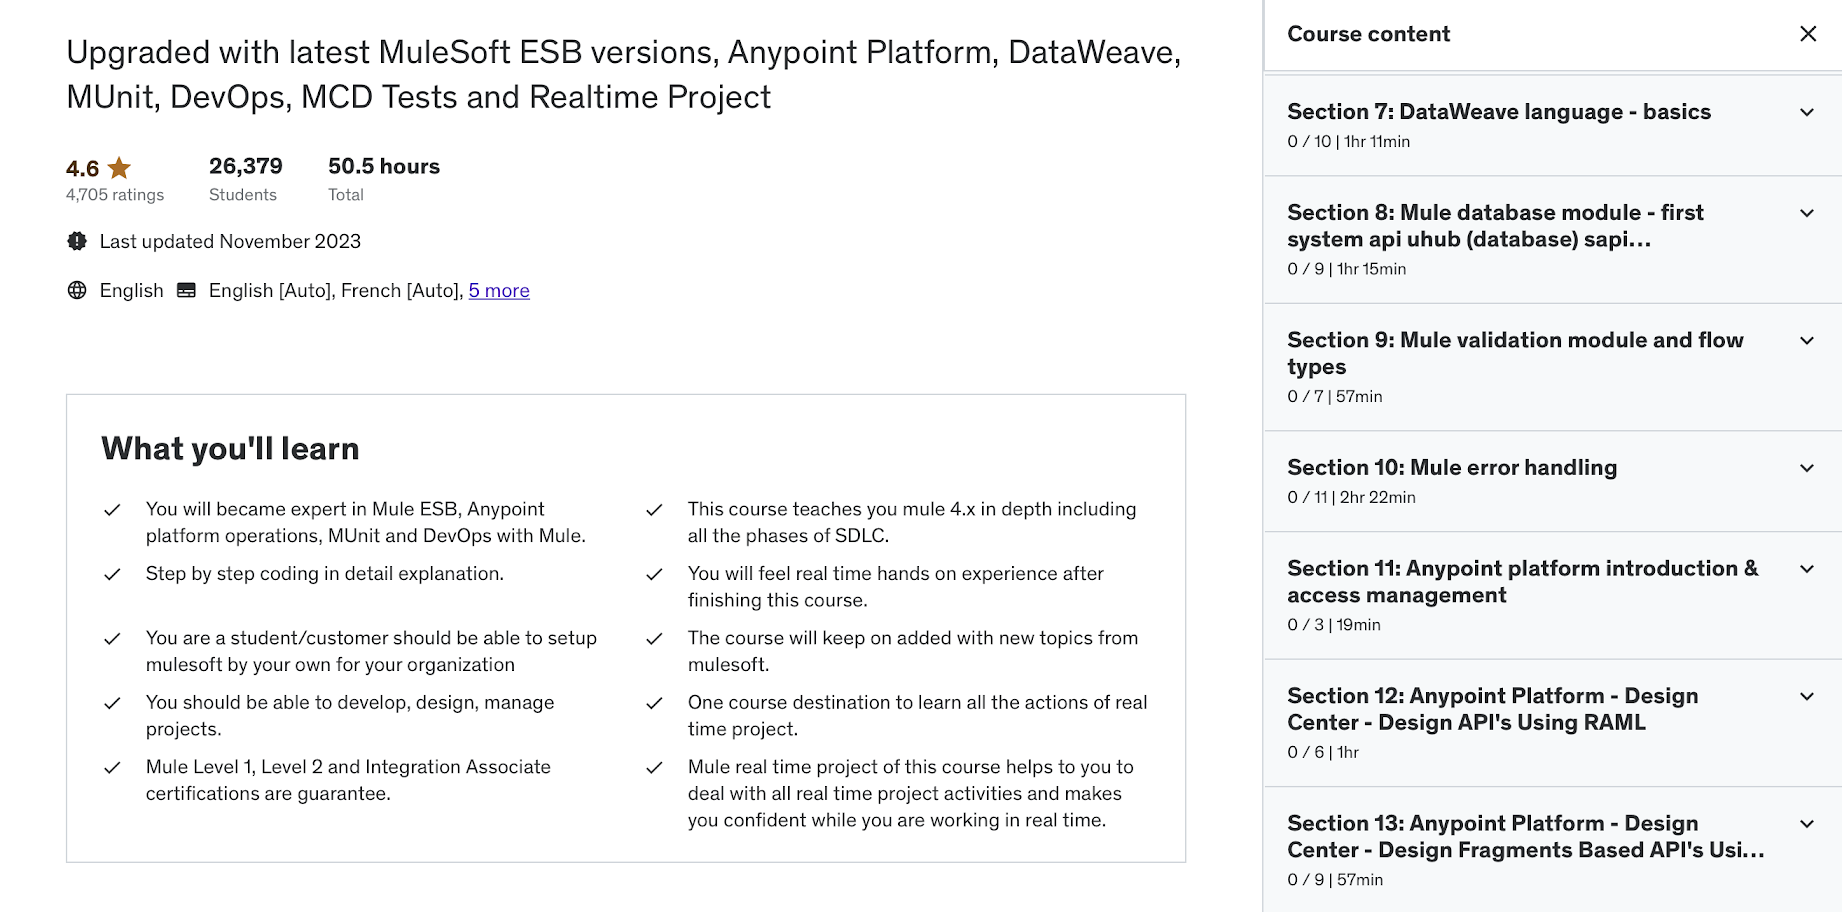 Upgraded with latest MuleSoft ESB versions, Anypoint Platform, DataWeave,
MUnit, DevOps, MCD Tests and Realtime Project
4.6
4,705 ratings
26,379
Students
50.5 hours
Total
Last updated November 2023
English
English [Auto], French [Auto], 5 more
What you'll learn
You will became expert in Mule ESB, Anypoint
platform operations, MUnit and DevOps with Mule.
Step by step coding in detail explanation.
You are a student/customer should be able to setup
mulesoft by your own for your organization
You should be able to develop, design, manage
projects.
Mule Level 1, Level 2 and Integration Associate
certifications are guarantee.
This course teaches you mule 4.x in depth including
all the phases of SDLC.
You will feel real time hands on experience after
finishing this course.
The course will keep on added with new topics from
mulesoft.
One course destination to learn all the actions of real
time project.
Mule real time project of this course helps to you to
deal with all real time project activities and makes
you confident while you are working in real time.
Course content
Section 7: DataWeave language - basics
0 / 10 | 1hr 11min
Section 8: Mule database module - first
system api uhub (database) sapi...
0 / 9 | 1hr 15min
Section 9: Mule validation module and flow
types
0 / 7 | 57min
Section 10: Mule error handling
0 / 11 | 2hr 22min
Section 11: Anypoint platform introduction &
access management
0 / 3 | 19min
Section 12: Anypoint Platform - Design
Center - Design API's Using RAML
0 / 6 | 1hr
Section 13: Anypoint Platform - Design
Center - Design Fragments Based API's Usi...
0 / 9 | 57min